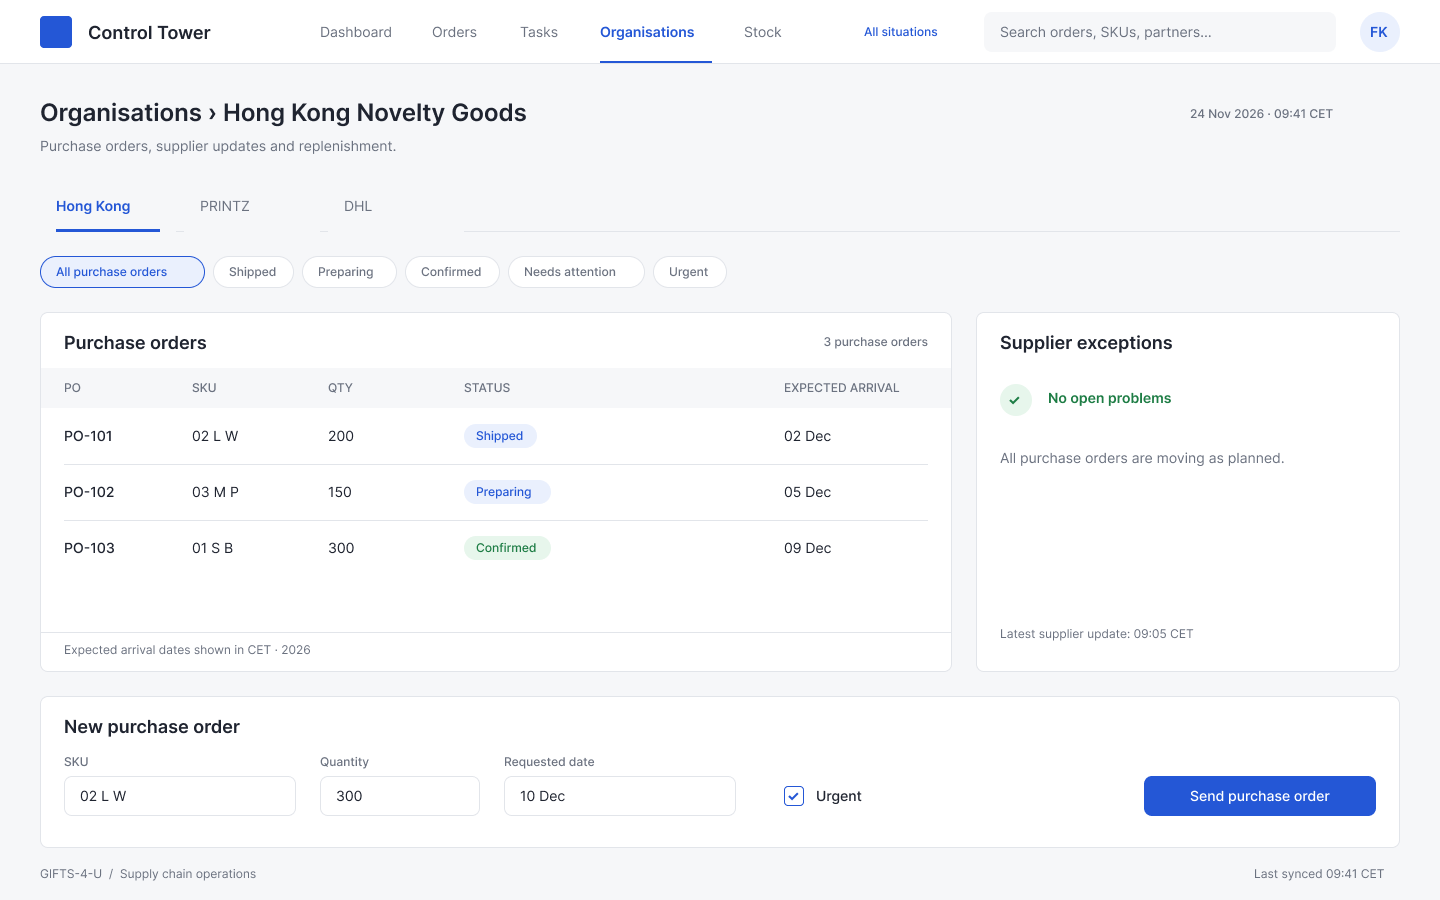 Control Tower
Dashboard Orders Tasks Organisations Stock All situations Search orders, SKUs, partners... FK
Organisations › Hong Kong Novelty Goods
24 Nov 2026 · 09:41 CET
Purchase orders, supplier updates and replenishment.
Hong Kong PRINTZ DHL
All purchase orders Shipped Preparing Confirmed Needs attention Urgent
Purchase orders 3 purchase orders
PO SKU QTY STATUS EXPECTED ARRIVAL
PO-101 02 L W 200 Shipped 02 Dec
PO-102 03 M P 150 Preparing 05 Dec
PO-103 01 S B 300 Confirmed 09 Dec
Expected arrival dates shown in CET · 2026
Supplier exceptions
No open problems
All purchase orders are moving as planned.
Latest supplier update: 09:05 CET
New purchase order
SKU Quantity Requested date
02 L W 300 10 Dec Urgent Send purchase order
GIFTS-4-U / Supply chain operations
Last synced 09:41 CET